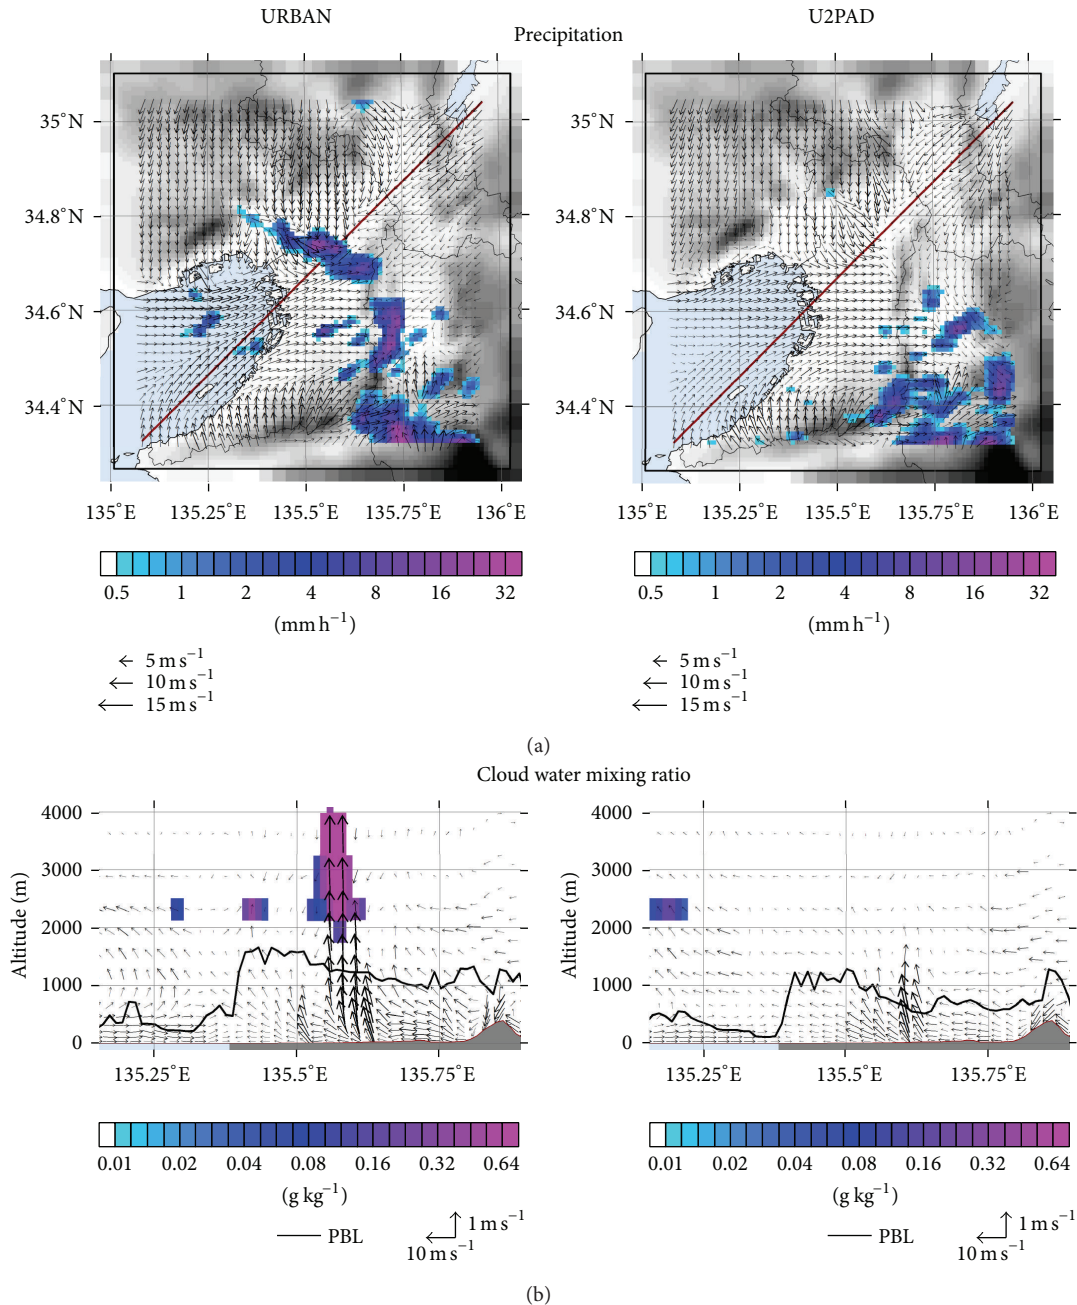 URBAN U2PAD
Precipitation
35°N 35°N
34.8°N 34.8°N
34.6°N 34.6°N
34.4°N 34.4°N
135°E 135.25°E 135.5°E 135.75°E 136°E 135°E 135.25°E 135.5°E 135.75°E 136°E
0.5 1 2 4 8 16 32 0.5 1 2 4 8 16 32
(mm h⁻¹) (mm h⁻¹)
5 m s⁻¹ 5 m s⁻¹
10 m s⁻¹ 10 m s⁻¹
15 m s⁻¹ 15 m s⁻¹
(a)
Cloud water mixing ratio
4000 4000
3000 3000
2000 2000
1000 1000
0 0
Altitude (m) Altitude (m)
135.25°E 135.5°E 135.75°E 135.25°E 135.5°E 135.75°E
0.01 0.02 0.04 0.08 0.16 0.32 0.64 0.01 0.02 0.04 0.08 0.16 0.32 0.64
(g kg⁻¹) (g kg⁻¹)
PBL 1 m s⁻¹ PBL 1 m s⁻¹
10 m s⁻¹ 10 m s⁻¹
(b)